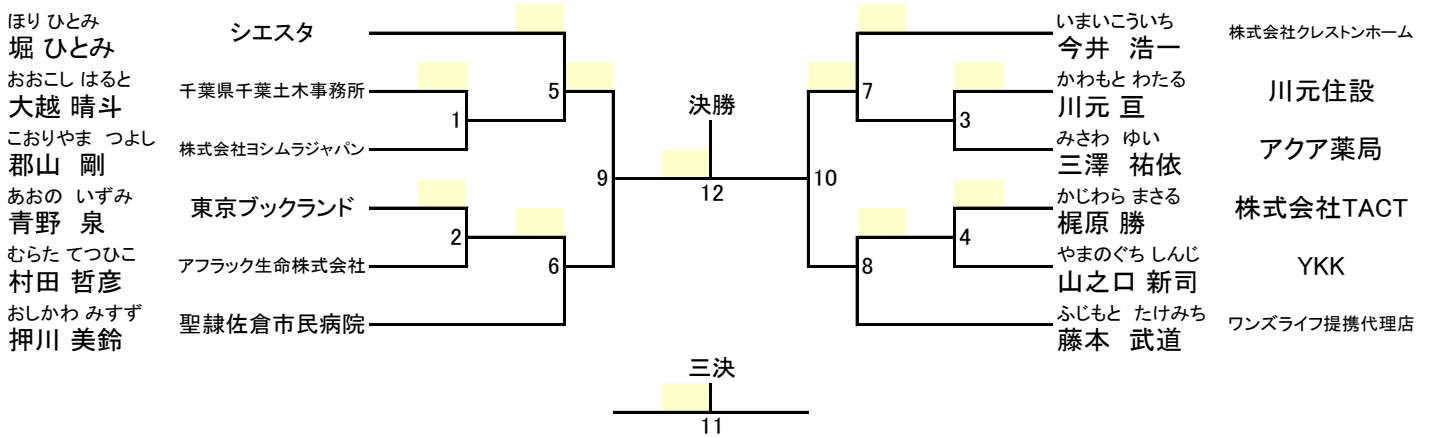 ほり ひとみ
堀 ひとみ
シエスタ
おおこし はると
大越 晴斗
千葉県千葉土木事務所
こおりやま つよし
郡山 剛
株式会社ヨシムラジャパン
あおの いずみ
青野 泉
東京ブックランド
むらた てつひこ
村田 哲彦
アフラック生命株式会社
おしかわ みすず
押川 美鈴
聖隷佐倉市民病院
1
2
5
6
9
決勝
12
三決
11
10
7
8
3
4
いまいこういち
今井 浩一
株式会社クレストンホーム
かわもと わたる
川元 亘
川元住設
みさわ ゆい
三澤 祐依
アクア薬局
かじわら まさる
梶原 勝
株式会社TACT
やまのぐち しんじ
山之口 新司
YKK
ふじもと たけみち
藤本 武道
ワンズライフ提携代理店